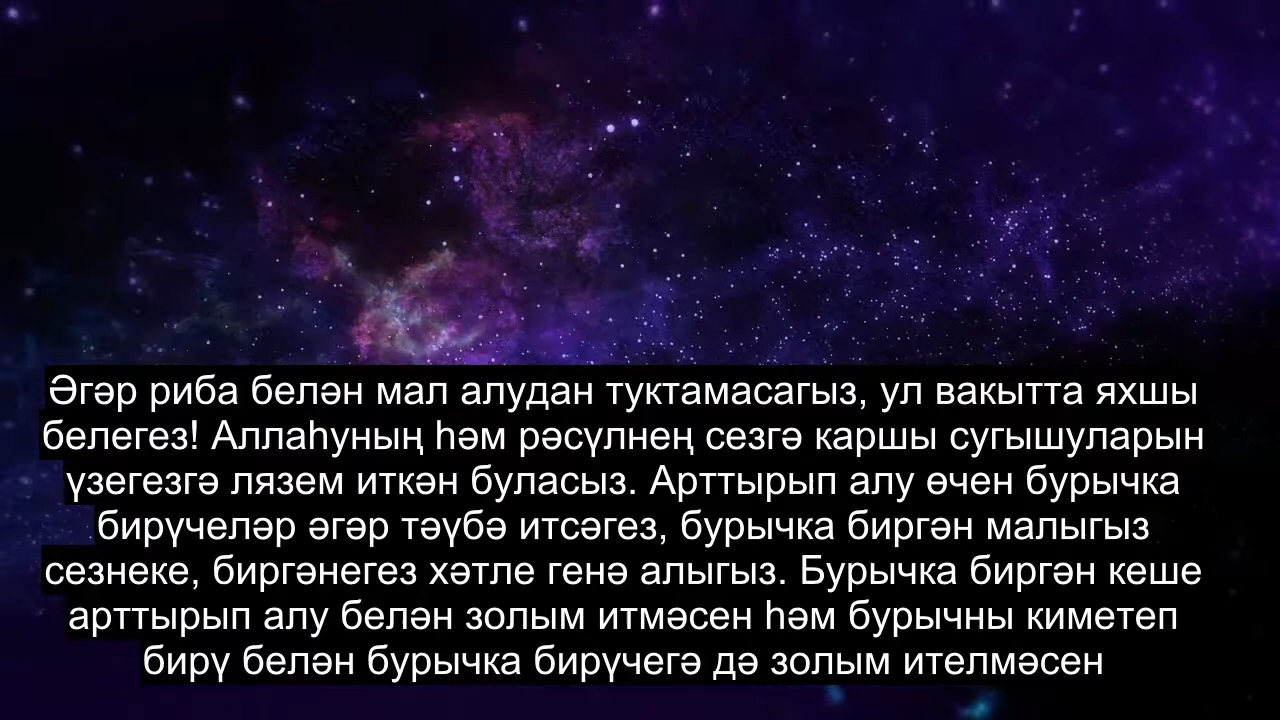 Әгәр риба белән мал алудан туктамасагыз, ул вакытта яхшы
белегез! Аллаһуның һәм рәсүлнең сезгә каршы сугышуларын
үзегезгә лязем иткән буласыз. Арттырып алу өчен бурычка
бирүчеләр әгәр тәүбә итсәгез, бурычка биргән малыгыз
сезнеке, биргәнегез хәтле генә алыгыз. Бурычка биргән кеше
арттырып алу белән золым итмәсен һәм бурычны киметеп
бирү белән бурычка бирүчегә дә золым ителмәсен